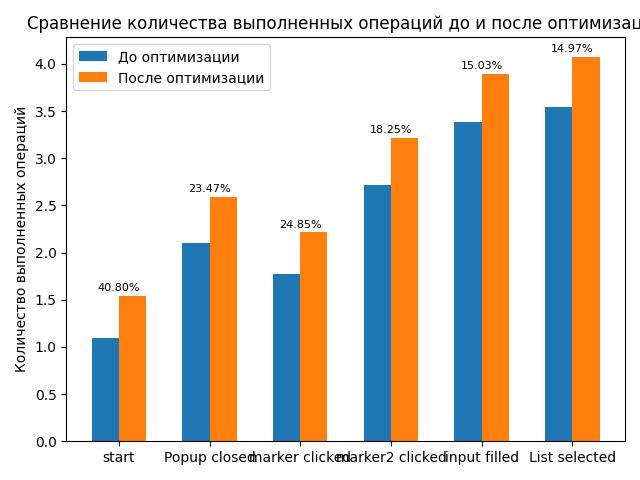 Сравнение количества выполненных операций до и после оптимизац
До оптимизации
После оптимизации
Количество выполненных операций
4.0
3.5
3.0
2.5
2.0
1.5
1.0
0.5
0.0
40.80%
23.47%
24.85%
18.25%
15.03%
14.97%
start
Popup closed
marker clicked
marker2 clicked
input filled
List selected